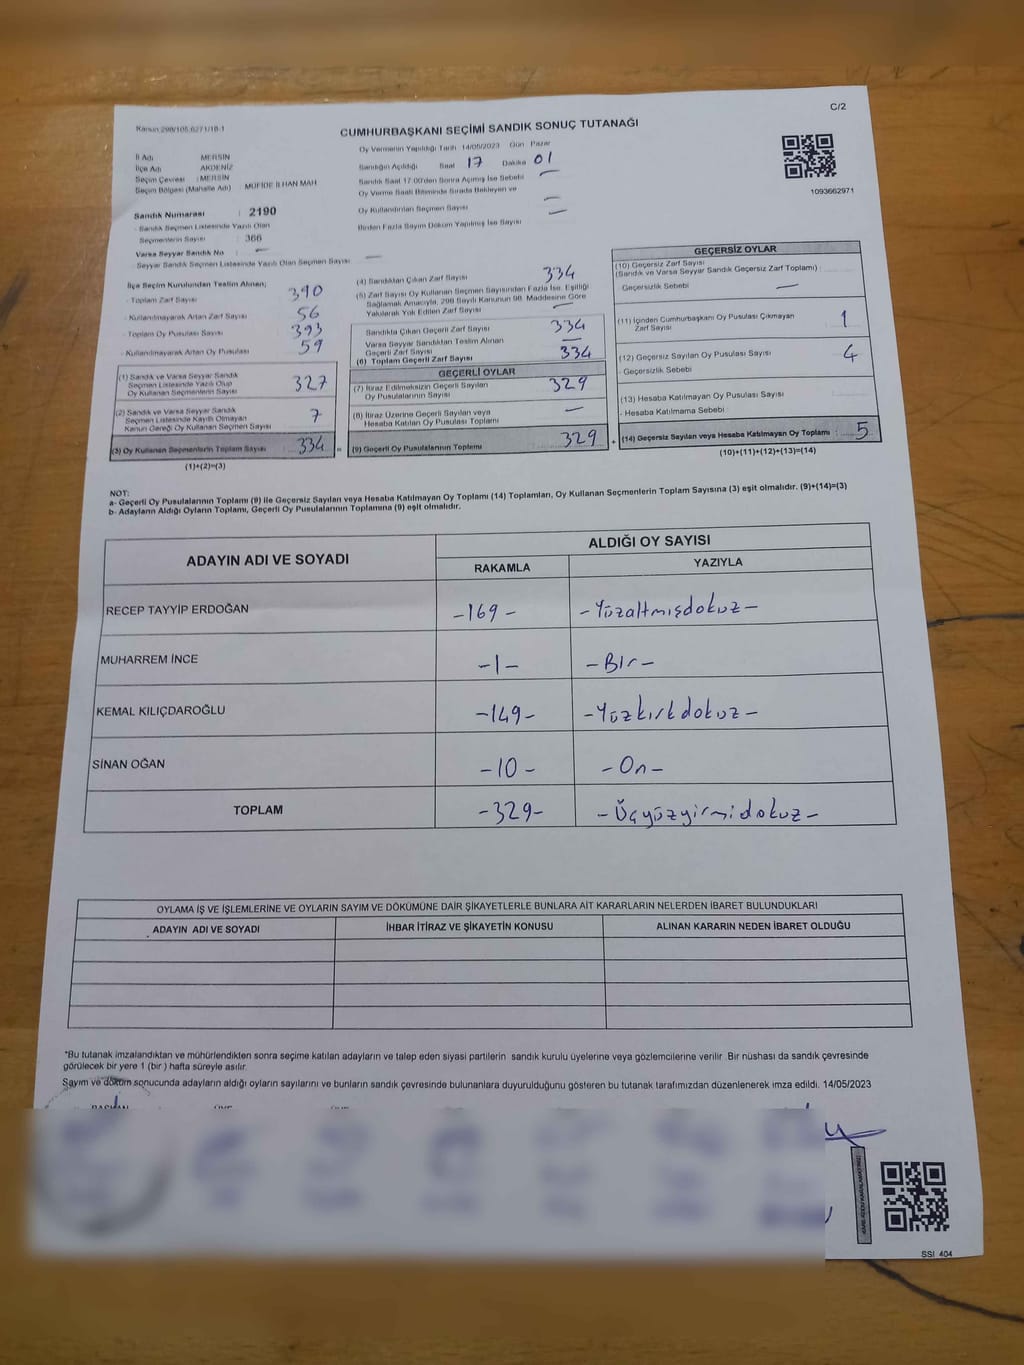 C/2
Kanun:298/105,6271/18-1
CUMHURBAŞKANI SEÇİMİ SANDIK SONUÇ TUTANAĞI
İl Adı MERSİN
İlçe Adı AKDENİZ
Seçim Çevresi : MERSİN
Seçim Bölgesi (Mahalle Adı) : MÜFİDE İLHAN MAH
Sandık Numarası : 2190
- Sandık Seçmen Listesinde Yazılı Olan
Seçmenlerin Sayısı : 366
Varsa Seyyar Sandık No –
- Seyyar Sandık Seçmen Listesinde Yazılı Olan Seçmen Sayısı –
Oy Vermenin Yapıldığı Tarih 14/05/2023 Gün Pazar
Sandığın Açıldığı Saat 17 Dakika 01
Sandık Saat 17:00'den Sonra Açılmış İse Sebebi –
Oy Verme Saati Bitiminde Sırada Bekleyen ve
Oy Kullandırılan Seçmen Sayısı –
Birden Fazla Sayım Döküm Yapılmış İse Sayısı –
1093662971
İlçe Seçim Kurulundan Teslim Alınan;
- Toplam Zarf Sayısı 390
- Kullanılmayarak Artan Zarf Sayısı 56
- Toplam Oy Pusulası Sayısı 393
- Kullanılmayarak Artan Oy Pusulası 59
(1) Sandık ve Varsa Seyyar Sandık
Seçmen Listesinde Yazılı Olup
Oy Kullanan Seçmenlerin Sayısı 327
(2) Sandık ve Varsa Seyyar Sandık
Seçmen Listesinde Kayıtlı Olmayan
Kanun Gereği Oy Kullanan Seçmen Sayısı 7
(3) Oy Kullanan Seçmenlerin Toplam Sayısı 334 =
(1)+(2)=(3)
(4) Sandıktan Çıkan Zarf Sayısı 334
(5) Zarf Sayısı Oy Kullanan Seçmen Sayısından Fazla İse, Eşitliği
Sağlamak Amacıyla, 298 Sayılı Kanunun 98. Maddesine Göre
Yakılarak Yok Edilen Zarf Sayısı –
Sandıkta Çıkan Geçerli Zarf Sayısı 334
Varsa Seyyar Sandıktan Teslim Alınan
Geçerli Zarf Sayısı –
(6) Toplam Geçerli Zarf Sayısı 334
GEÇERLİ OYLAR
(7) İtiraz Edilmeksizin Geçerli Sayılan
Oy Pusulalarının Sayısı 329
(8) İtiraz Üzerine Geçerli Sayılan veya
Hesaba Katılan Oy Pusulası Toplamı –
(9) Geçerli Oy Pusulalarının Toplamı 329 +
GEÇERSİZ OYLAR
(10) Geçersiz Zarf Sayısı
(Sandık ve Varsa Seyyar Sandık Geçersiz Zarf Toplamı) :
- Geçersizlik Sebebi –
(11) İçinden Cumhurbaşkanı Oy Pusulası Çıkmayan
Zarf Sayısı 1
(12) Geçersiz Sayılan Oy Pusulası Sayısı 4
- Geçersizlik Sebebi
(13) Hesaba Katılmayan Oy Pusulası Sayısı
- Hesaba Katılmama Sebebi –
(14) Geçersiz Sayılan veya Hesaba Katılmayan Oy Toplamı : 5
(10)+(11)+(12)+(13)=(14)
NOT:
a- Geçerli Oy Pusulalarının Toplamı (9) ile Geçersiz Sayılan veya Hesaba Katılmayan Oy Toplamı (14) Toplamları, Oy Kullanan Seçmenlerin Toplam Sayısına (3) eşit olmalıdır. (9)+(14)=(3)
b- Adayların Aldığı Oyların Toplamı, Geçerli Oy Pusulalarının Toplamına (9) eşit olmalıdır.
ADAYIN ADI VE SOYADI ALDIĞI OY SAYISI
RAKAMLA YAZIYLA
RECEP TAYYİP ERDOĞAN -169- -Yüzaltmışdokuz-
MUHARREM İNCE -1- -Bir-
KEMAL KILIÇDAROĞLU -149- -Yüzkırkdokuz-
SİNAN OĞAN -10- -On-
TOPLAM -329- -Üçyüzyirmidokuz-
OYLAMA İŞ VE İŞLEMLERİNE VE OYLARIN SAYIM VE DÖKÜMÜNE DAİR ŞİKAYETLERLE BUNLARA AİT KARARLARIN NELERDEN İBARET BULUNDUKLARI
ADAYIN ADI VE SOYADI İHBAR İTİRAZ VE ŞİKAYETİN KONUSU ALINAN KARARIN NEDEN İBARET OLDUĞU
*Bu tutanak imzalandıktan ve mühürlendikten sonra seçime katılan adayların ve talep eden siyasi partilerin sandık kurulu üyelerine veya gözlemcilerine verilir. Bir nüshası da sandık çevresinde
görülecek bir yere 1 (bir) hafta süreyle asılır.
Sayım ve döküm sonucunda adayların aldığı oyların sayılarını ve bunların sandık çevresinde bulunanlara duyurulduğunu gösteren bu tutanak tarafımızdan düzenlenerek imza edildi. 14/05/2023
BAŞKAN ÜYE ÜYE
SSI 404